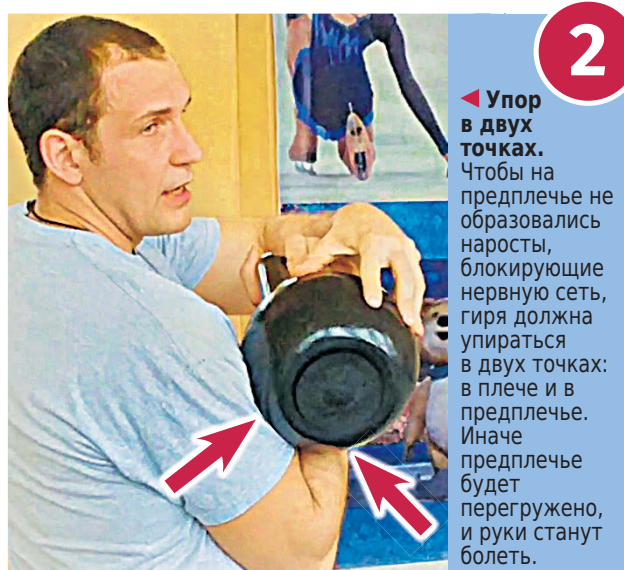 2
◀ Упор
в двух
точках.
Чтобы на
предплечье не
образовались
наросты,
блокирующие
нервную сеть,
гиря должна
упираться
в двух точках:
в плече и в
предплечье.
Иначе
предплечье
будет
перегружено,
и руки станут
болеть.